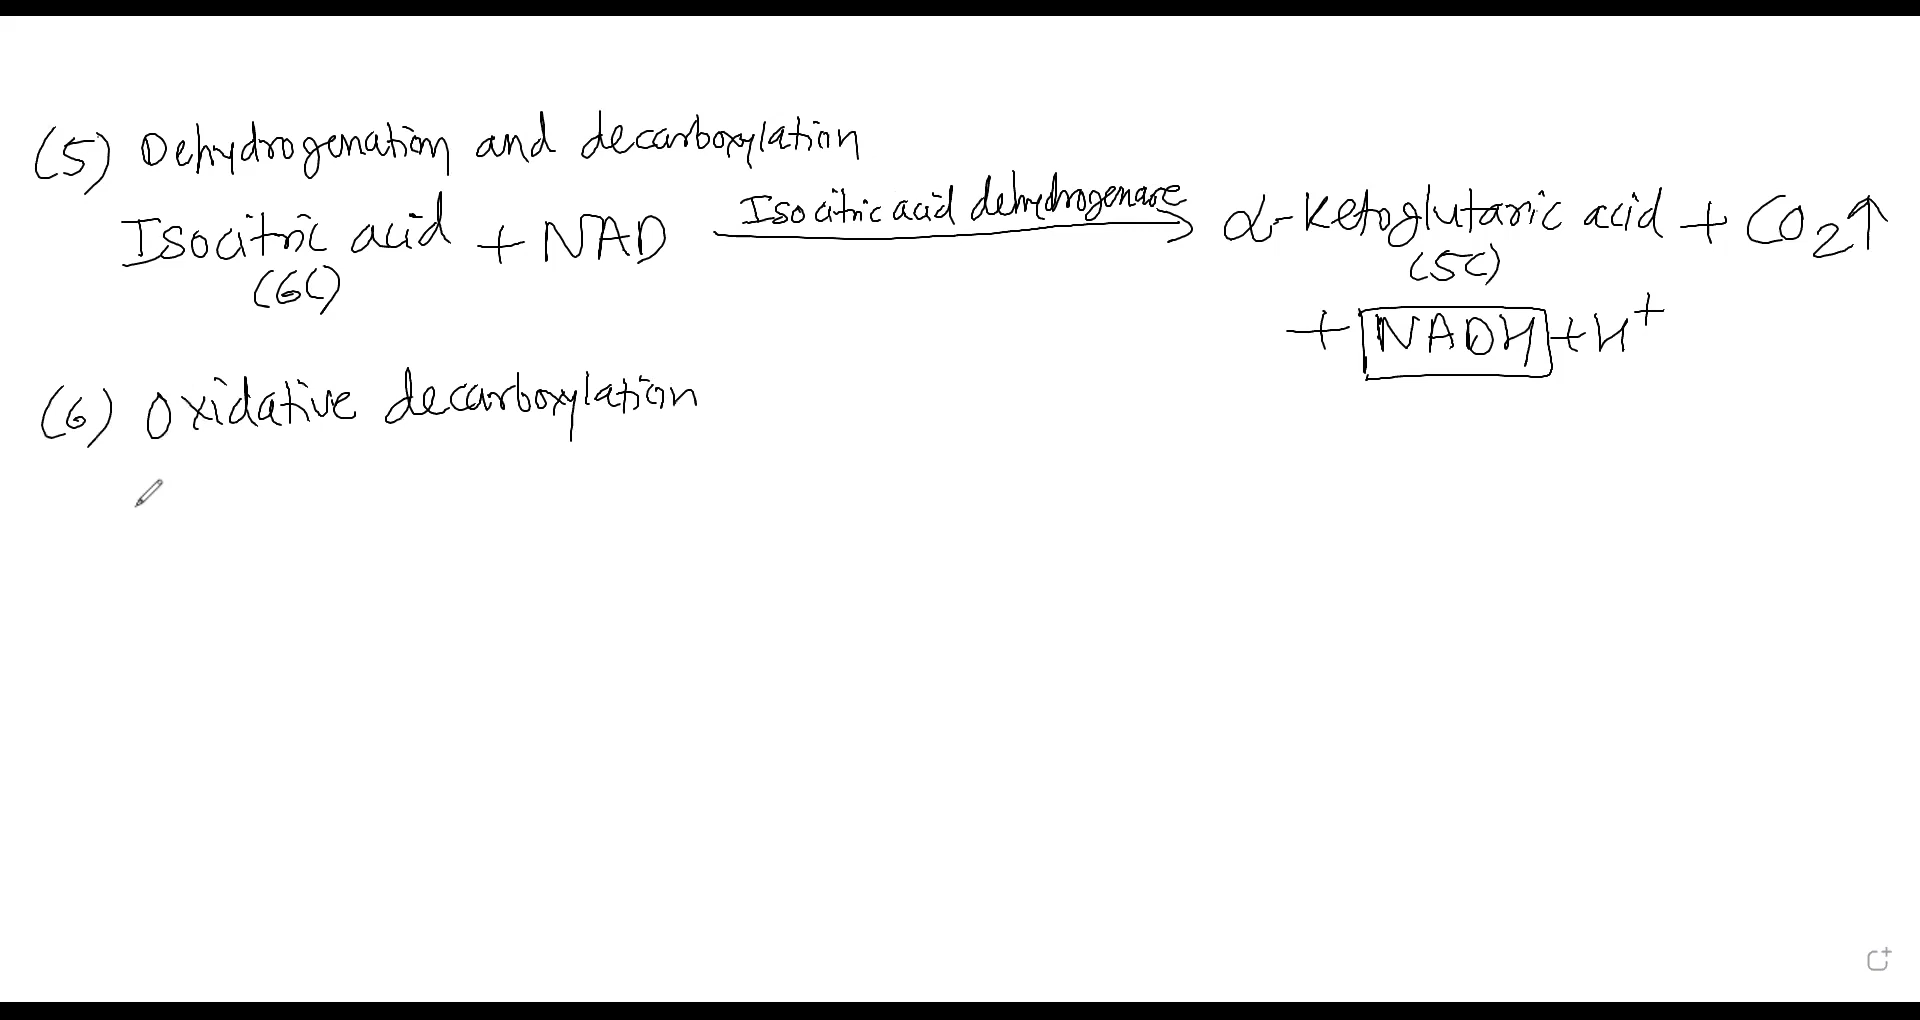 (5) Dehydrogenation and decarboxylation
Isocitric acid dehydrogenase
Isocitric acid + NAD → α-Ketoglutaric acid + CO2↑
(6C) (5C)
+ NADH + H+
(6) Oxidative decarboxylation